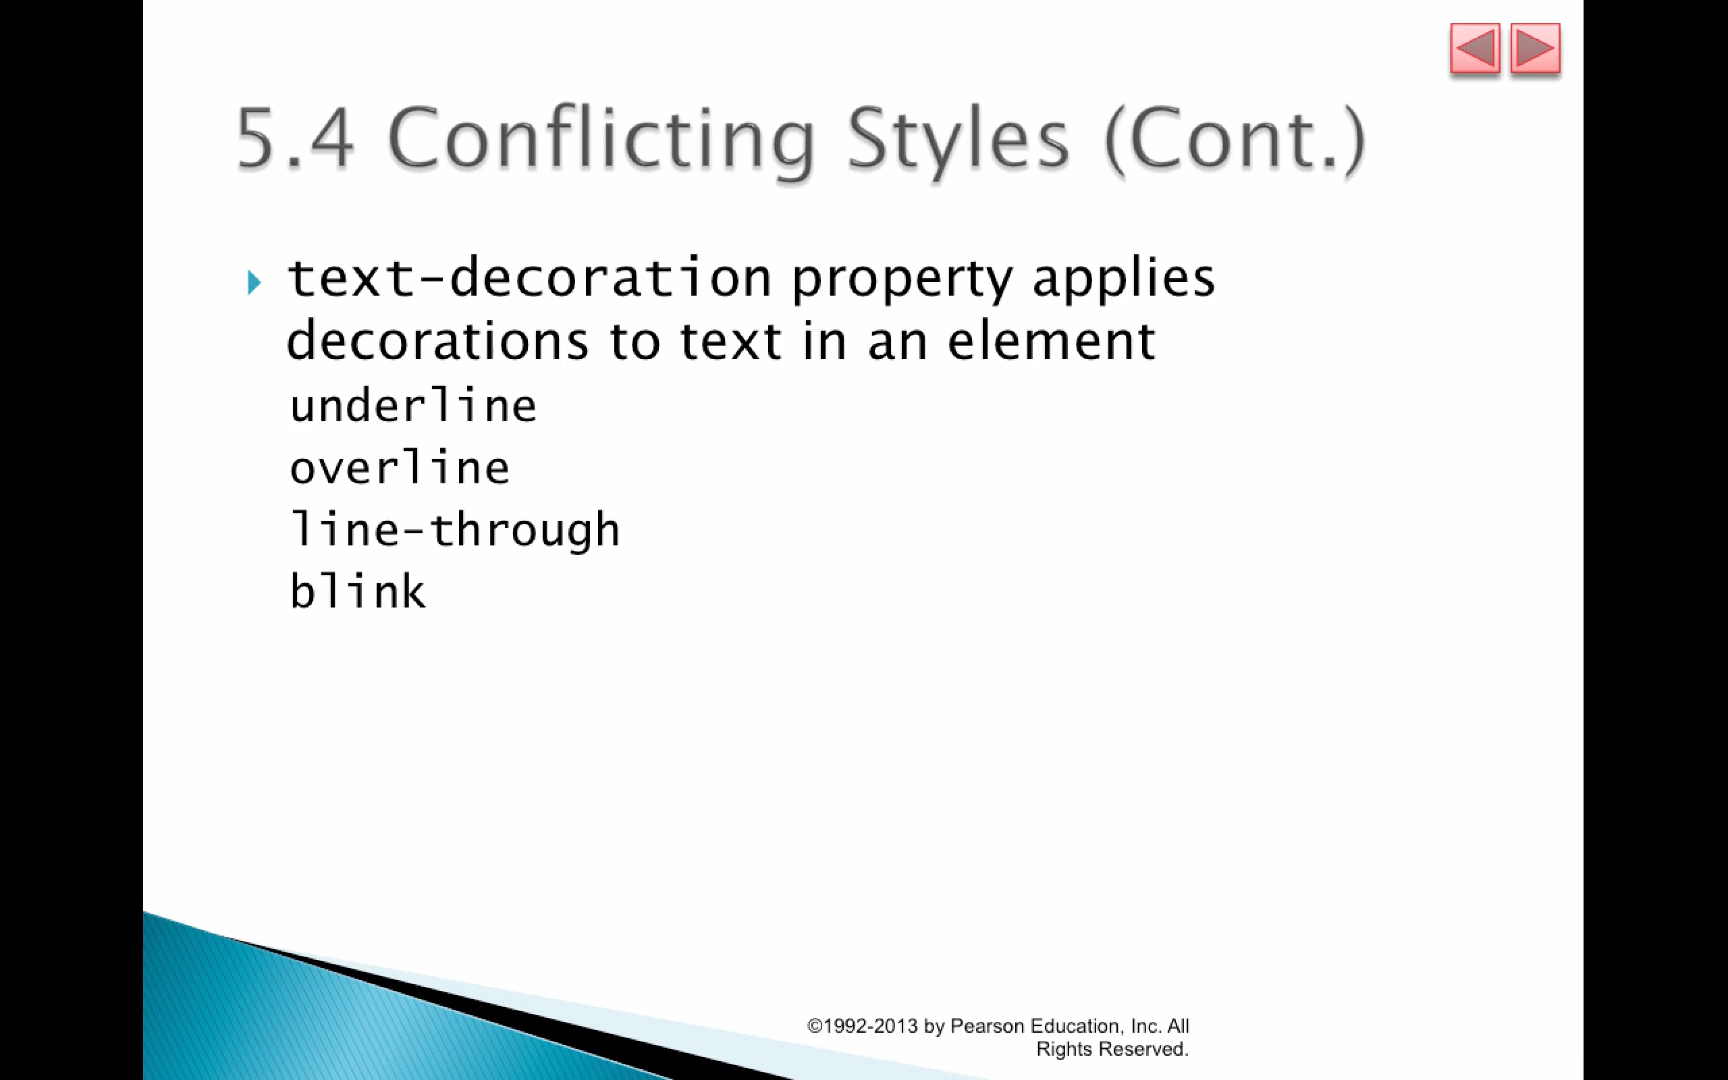 5.4 Conflicting Styles (Cont.)
text-decoration property applies
decorations to text in an element
underline
overline
line-through
blink
©1992-2013 by Pearson Education, Inc. All
Rights Reserved.